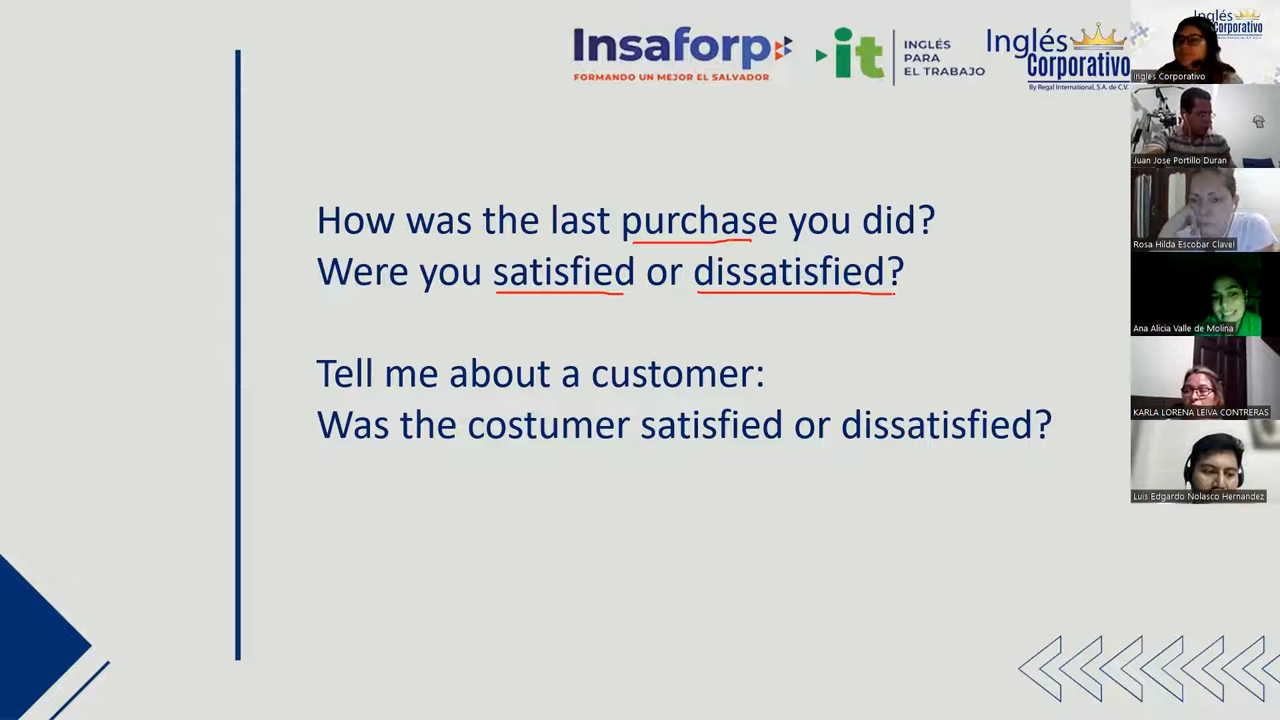 Insaforp
FORMANDO UN MEJOR EL SALVADOR
it
INGLÉS
PARA
EL TRABAJO
Inglés
Corporativo
By Regal International, S.A. de C.V.
How was the last purchase you did?
Were you satisfied or dissatisfied?
Tell me about a customer:
Was the costumer satisfied or dissatisfied?
Inglés
Corporativo
Ingles Corporativo
Juan Jose Portillo Duran
Rosa Hilda Escobar Clavel
Ana Alicia Valle de Molina
KARLA LORENA LEIVA CONTRERAS
Luis Edgardo Nolasco Hernandez